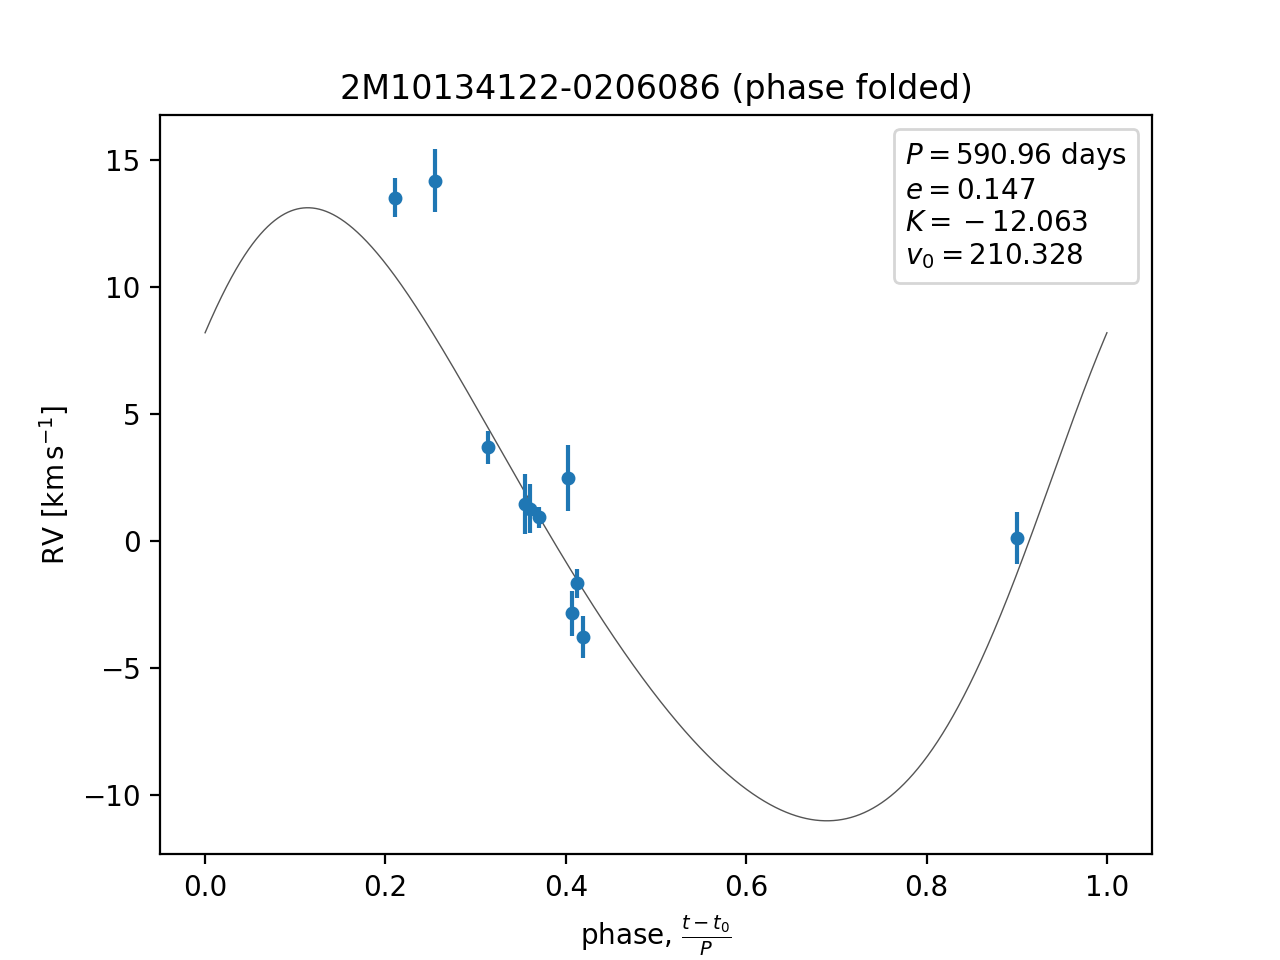 2M10134122-0206086 (phase folded)
P = 590.96 days
e = 0.147
K = −12.063
v₀ = 210.328
RV [km s⁻¹]
15
10
5
0
−5
−10
0.0 0.2 0.4 0.6 0.8 1.0
phase, (t − t₀)/P